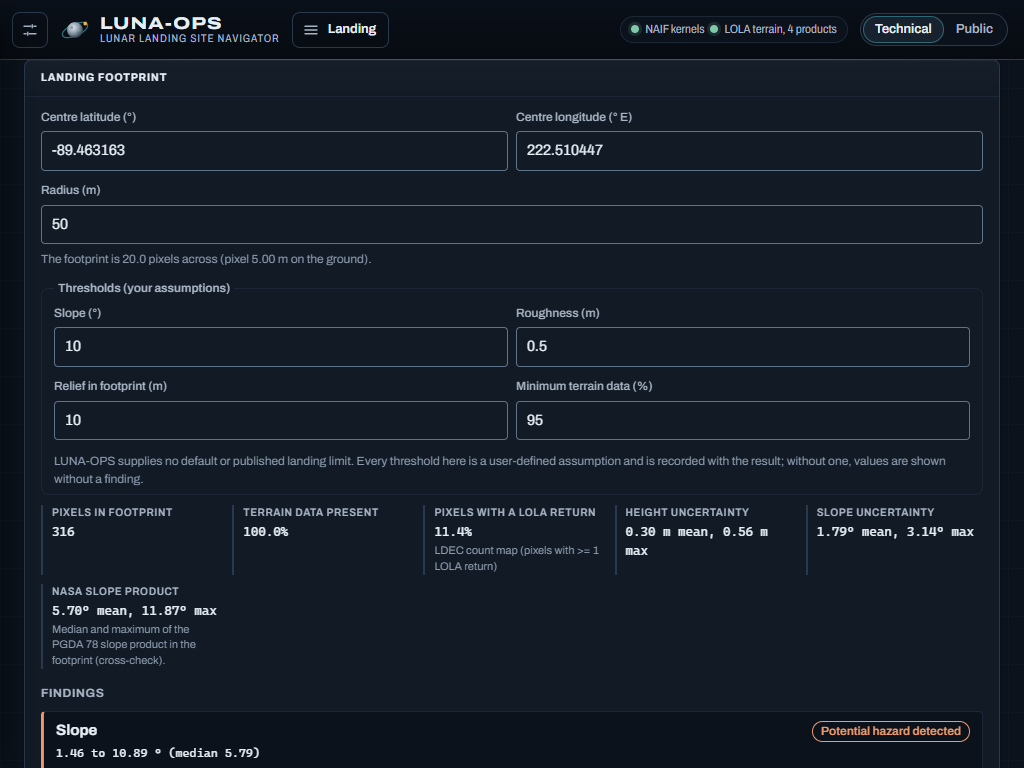 LUNA-OPS
LUNAR LANDING SITE NAVIGATOR
Landing
NAIF kernels
LOLA terrain, 4 products
Technical
Public
LANDING FOOTPRINT
Centre latitude (°)
Centre longitude (° E)
-89.463163
222.510447
Radius (m)
50
The footprint is 20.0 pixels across (pixel 5.00 m on the ground).
Thresholds (your assumptions)
Slope (°)
Roughness (m)
10
0.5
Relief in footprint (m)
Minimum terrain data (%)
10
95
LUNA-OPS supplies no default or published landing limit. Every threshold here is a user-defined assumption and is recorded with the result; without one, values are shown
without a finding.
PIXELS IN FOOTPRINT
316
TERRAIN DATA PRESENT
100.0%
PIXELS WITH A LOLA RETURN
11.4%
LDEC count map (pixels with >= 1
LOLA return)
HEIGHT UNCERTAINTY
0.30 m mean, 0.56 m
max
SLOPE UNCERTAINTY
1.79° mean, 3.14° max
NASA SLOPE PRODUCT
5.70° mean, 11.87° max
Median and maximum of the
PGDA 78 slope product in the
footprint (cross-check).
FINDINGS
Slope
Potential hazard detected
1.46 to 10.89 ° (median 5.79)